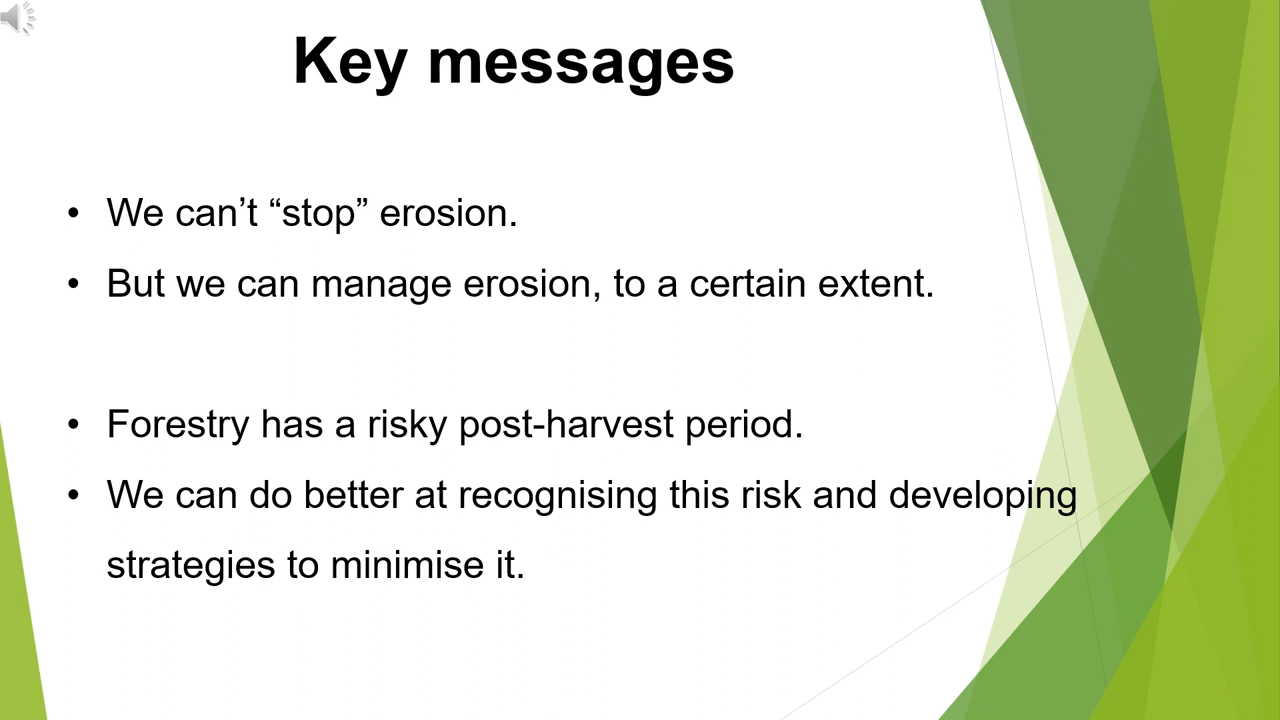 Key messages
• We can’t “stop” erosion.
• But we can manage erosion, to a certain extent.
• Forestry has a risky post-harvest period.
• We can do better at recognising this risk and developing
strategies to minimise it.